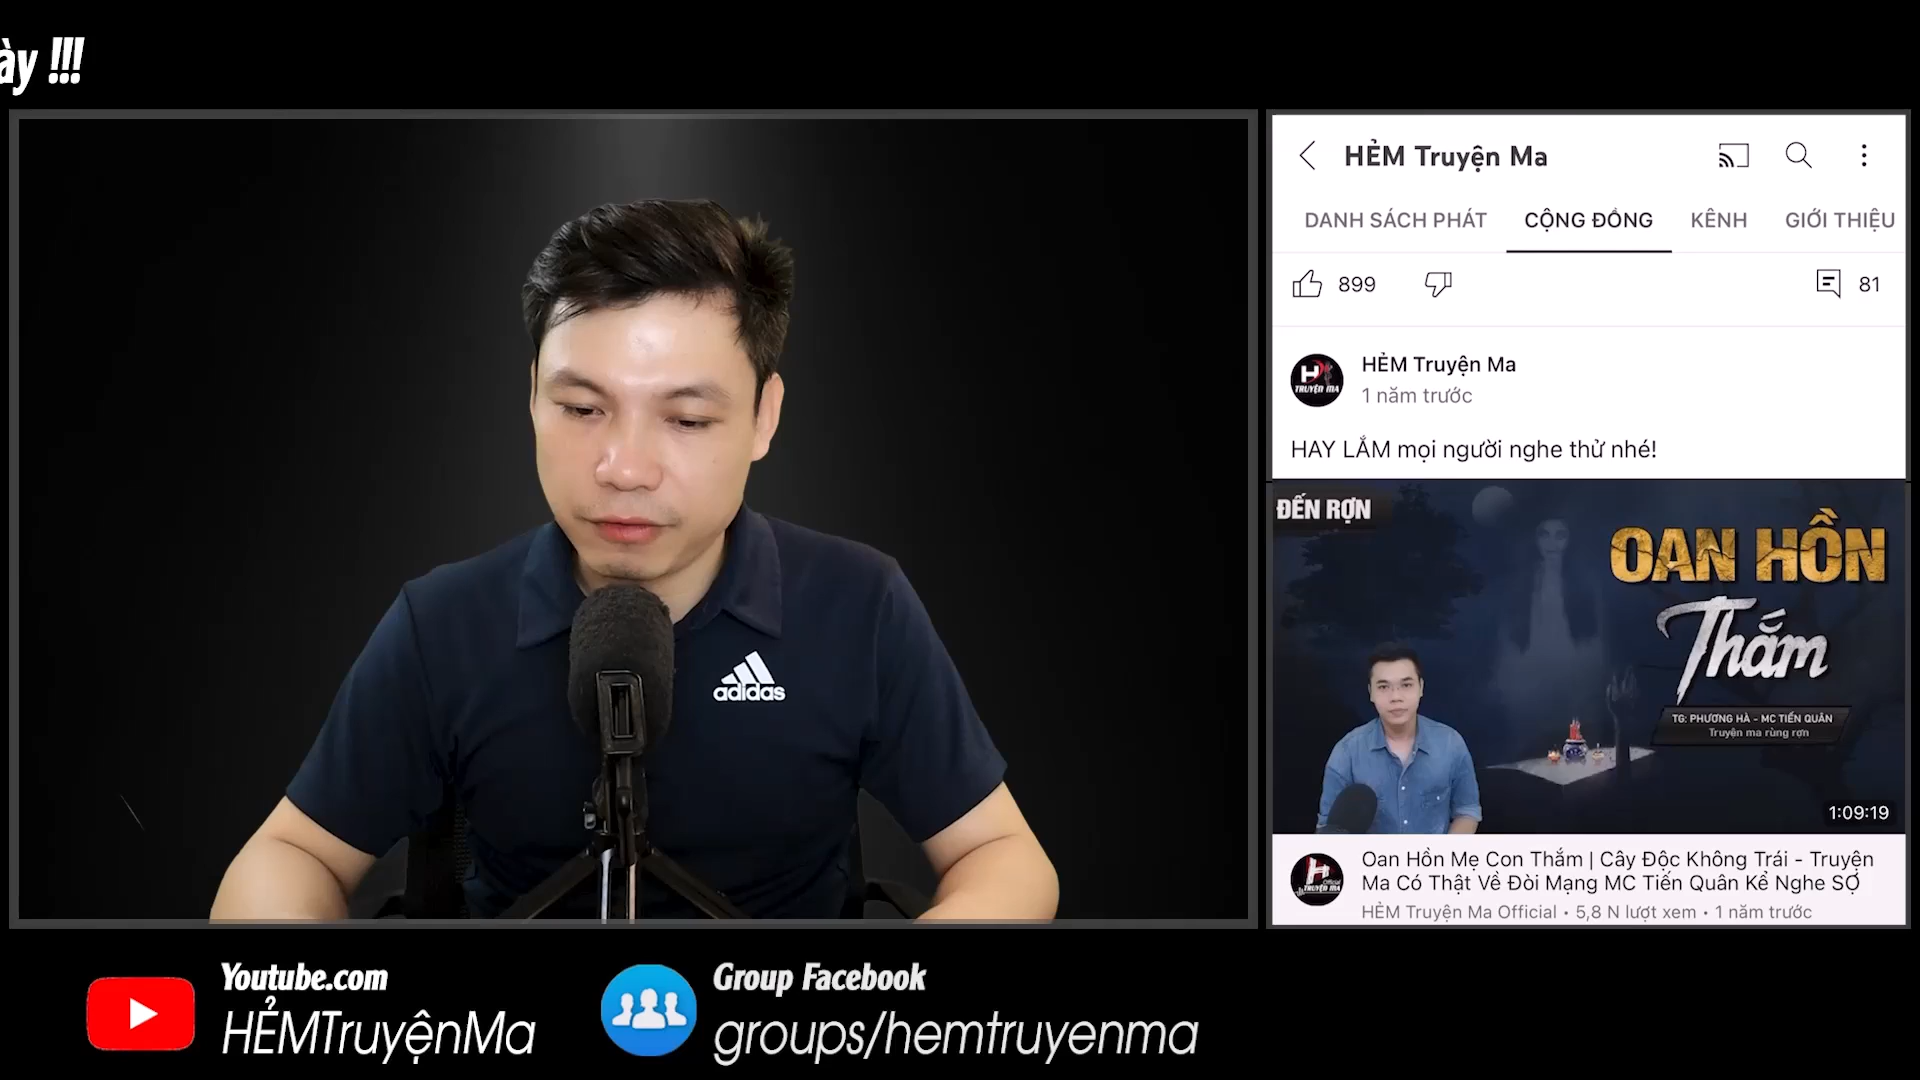 ày !!!
HẺM Truyện Ma
DANH SÁCH PHÁT
CỘNG ĐỒNG
KÊNH
GIỚI THIỆU
899
81
HẺM Truyện Ma
1 năm trước
HAY LẮM mọi người nghe thử nhé!
ĐẾN RỢN
OAN HỒN
Thắm
TG: PHƯƠNG HÀ - MC TIẾN QUÂN
Truyện ma rùng rợn
1:09:19
Oan Hồn Mẹ Con Thắm | Cây Độc Không Trái - Truyện
Ma Có Thật Về Đòi Mạng MC Tiến Quân Kể Nghe SỢ
HẺM Truyện Ma Official • 5,8 N lượt xem • 1 năm trước
adidas
Youtube.com
HẺMTruyệnMa
Group Facebook
groups/hemtruyenma